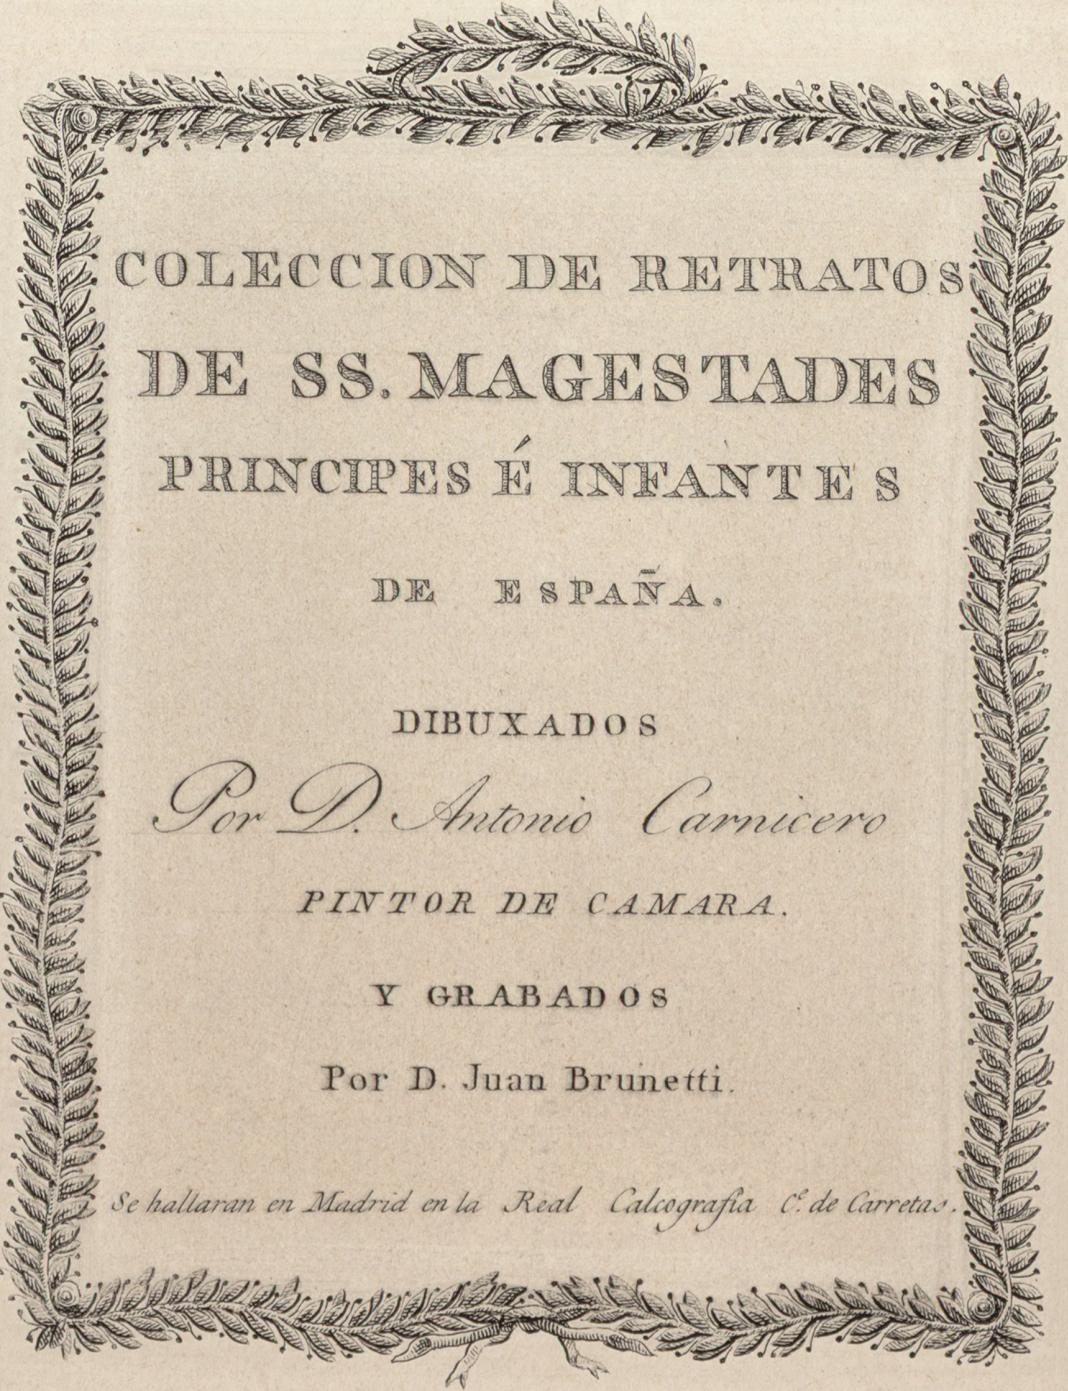 COLECCION DE RETRATOS
DE SS. MAGESTADES
PRINCIPES É INFANTES
DE ESPAÑA.
DIBUXADOS
Por D. Antonio Carnicero
PINTOR DE CAMARA.
Y GRABADOS
Por D. Juan Brunetti.
Se hallaran en Madrid en la Real Calcografia C.e de Carretas.